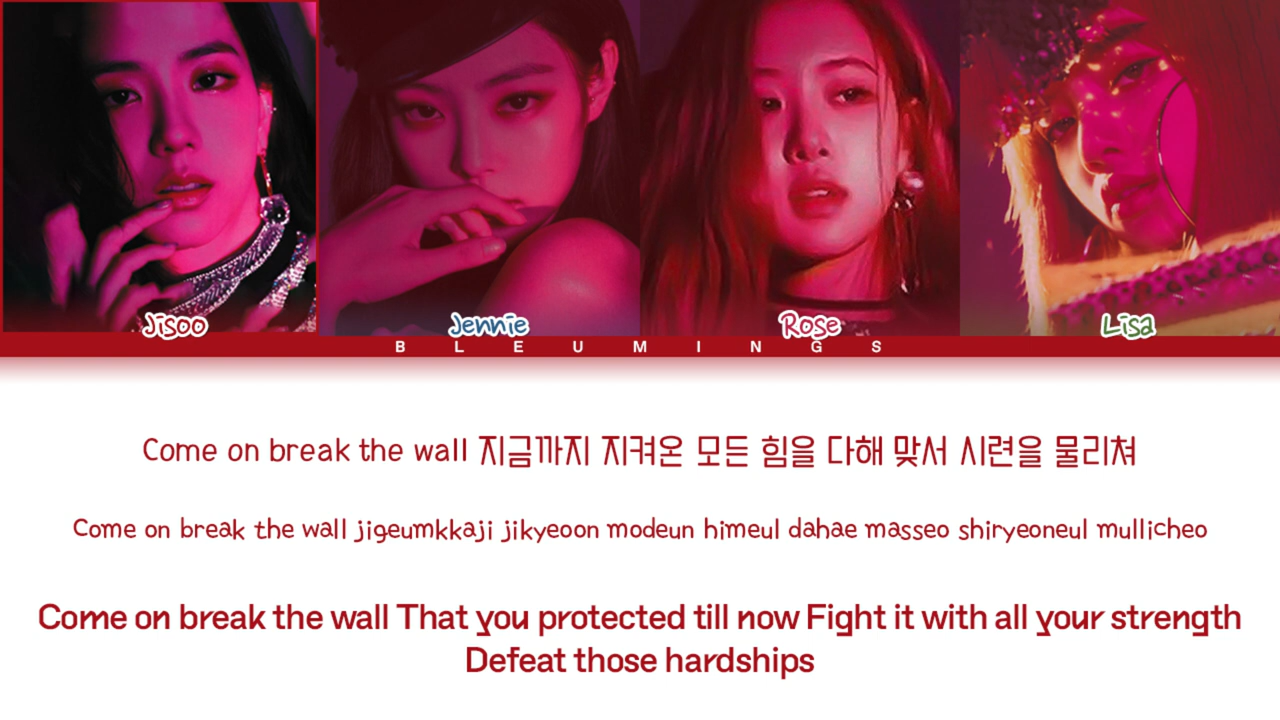 Jisoo
Jennie
Rose
Lisa
BLEUMINGS
Come on break the wall 지금까지 지켜온 모든 힘을 다해 맞서 시련을 물리쳐
Come on break the wall jigeumkkaji jikyeoon modeun himeul dahae masseo shiryeoneul mullicheo
Come on break the wall That you protected till now Fight it with all your strength
Defeat those hardships